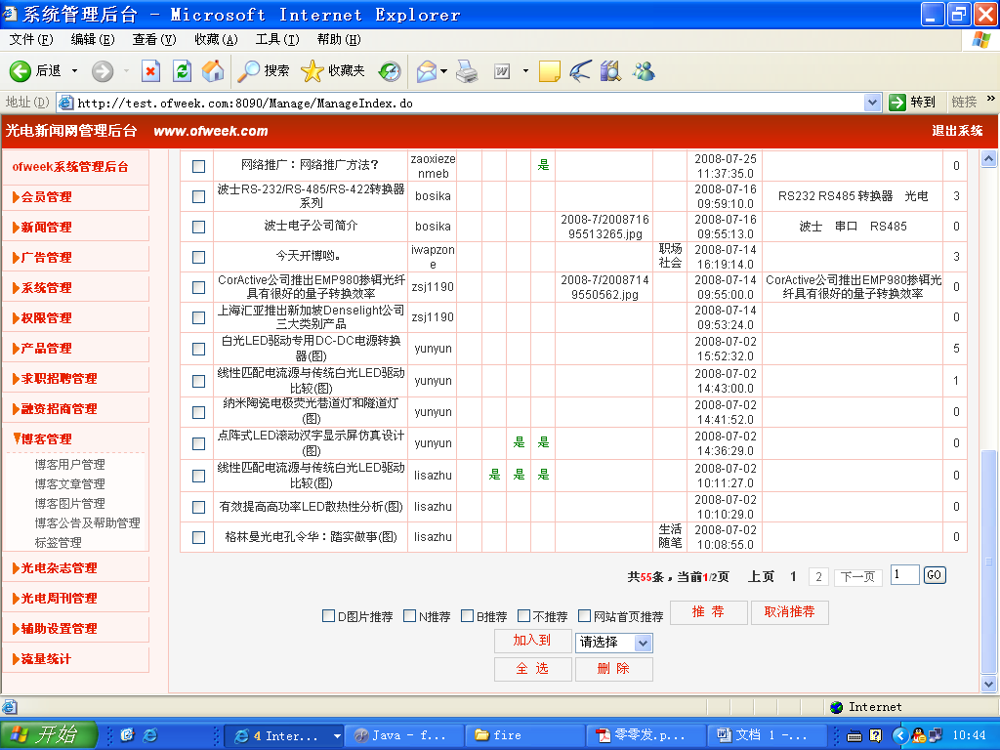 系统管理后台 - Microsoft Internet Explorer
文件(F) 编辑(E) 查看(V) 收藏(A) 工具(T) 帮助(H)
后退 搜索 收藏夹
地址(D) http://test.ofweek.com:8090/Manage/ManageIndex.do 转到 链接 »
光电新闻网管理后台 www.ofweek.com 退出系统
ofweek系统管理后台
会员管理
新闻管理
广告管理
系统管理
权限管理
产品管理
求职招聘管理
融资招商管理
博客管理
博客用户管理
博客文章管理
博客图片管理
博客公告及帮助管理
标签管理
光电杂志管理
光电周刊管理
辅助设置管理
流量统计
网络推广：网络推广方法？ zaoxieze 是 2008-07-25 0
nmeb 11:37:35.0
波士RS-232/RS-485/RS-422转换器 bosika 2008-07-16 RS232 RS485 转换器 光电 3
系列 09:59:10.0
波士电子公司简介 bosika 2008-7/2008716 2008-07-16 波士 串口 RS485 0
95513265.jpg 09:55:13.0
今天开博哟。 iwapzon 职场 2008-07-14 3
e 社会 16:19:14.0
CorActive公司推出EMP980掺铒光纤 zsj1190 2008-7/2008714 2008-07-14 CorActive公司推出EMP980掺铒光 0
具有很好的量子转换效率 9550562.jpg 09:55:00.0 纤具有很好的量子转换效率
上海汇亚推出新加坡Denselight公司 zsj1190 2008-07-14 0
三大类别产品 09:53:24.0
白光LED驱动专用DC-DC电源转换 yunyun 2008-07-02 5
器(图) 15:52:32.0
线性匹配电流源与传统白光LED驱动 yunyun 2008-07-02 1
比较(图) 14:43:00.0
纳米陶瓷电极荧光巷道灯和隧道灯 yunyun 2008-07-02 0
(图) 14:41:52.0
点阵式LED滚动汉字显示屏仿真设计 yunyun 是 是 2008-07-02 0
(图) 14:36:29.0
线性匹配电流源与传统白光LED驱动 lisazhu 是 是 是 2008-07-02 0
比较(图) 10:11:27.0
有效提高高功率LED散热性分析(图) lisazhu 2008-07-02 0
10:10:29.0
格林曼光电孔令华：踏实做事(图) lisazhu 生活 2008-07-02 0
随笔 10:08:55.0
共55条，当前1/2页 上页 1 2 下一页 1 GO
D图片推荐 N推荐 B推荐 不推荐 网站首页推荐 推 荐 取消推荐
加入到 请选择
全 选 删 除
Internet
开始 4 Inter... Java - f... fire 零零发.p... 文档 1 -... 10:44